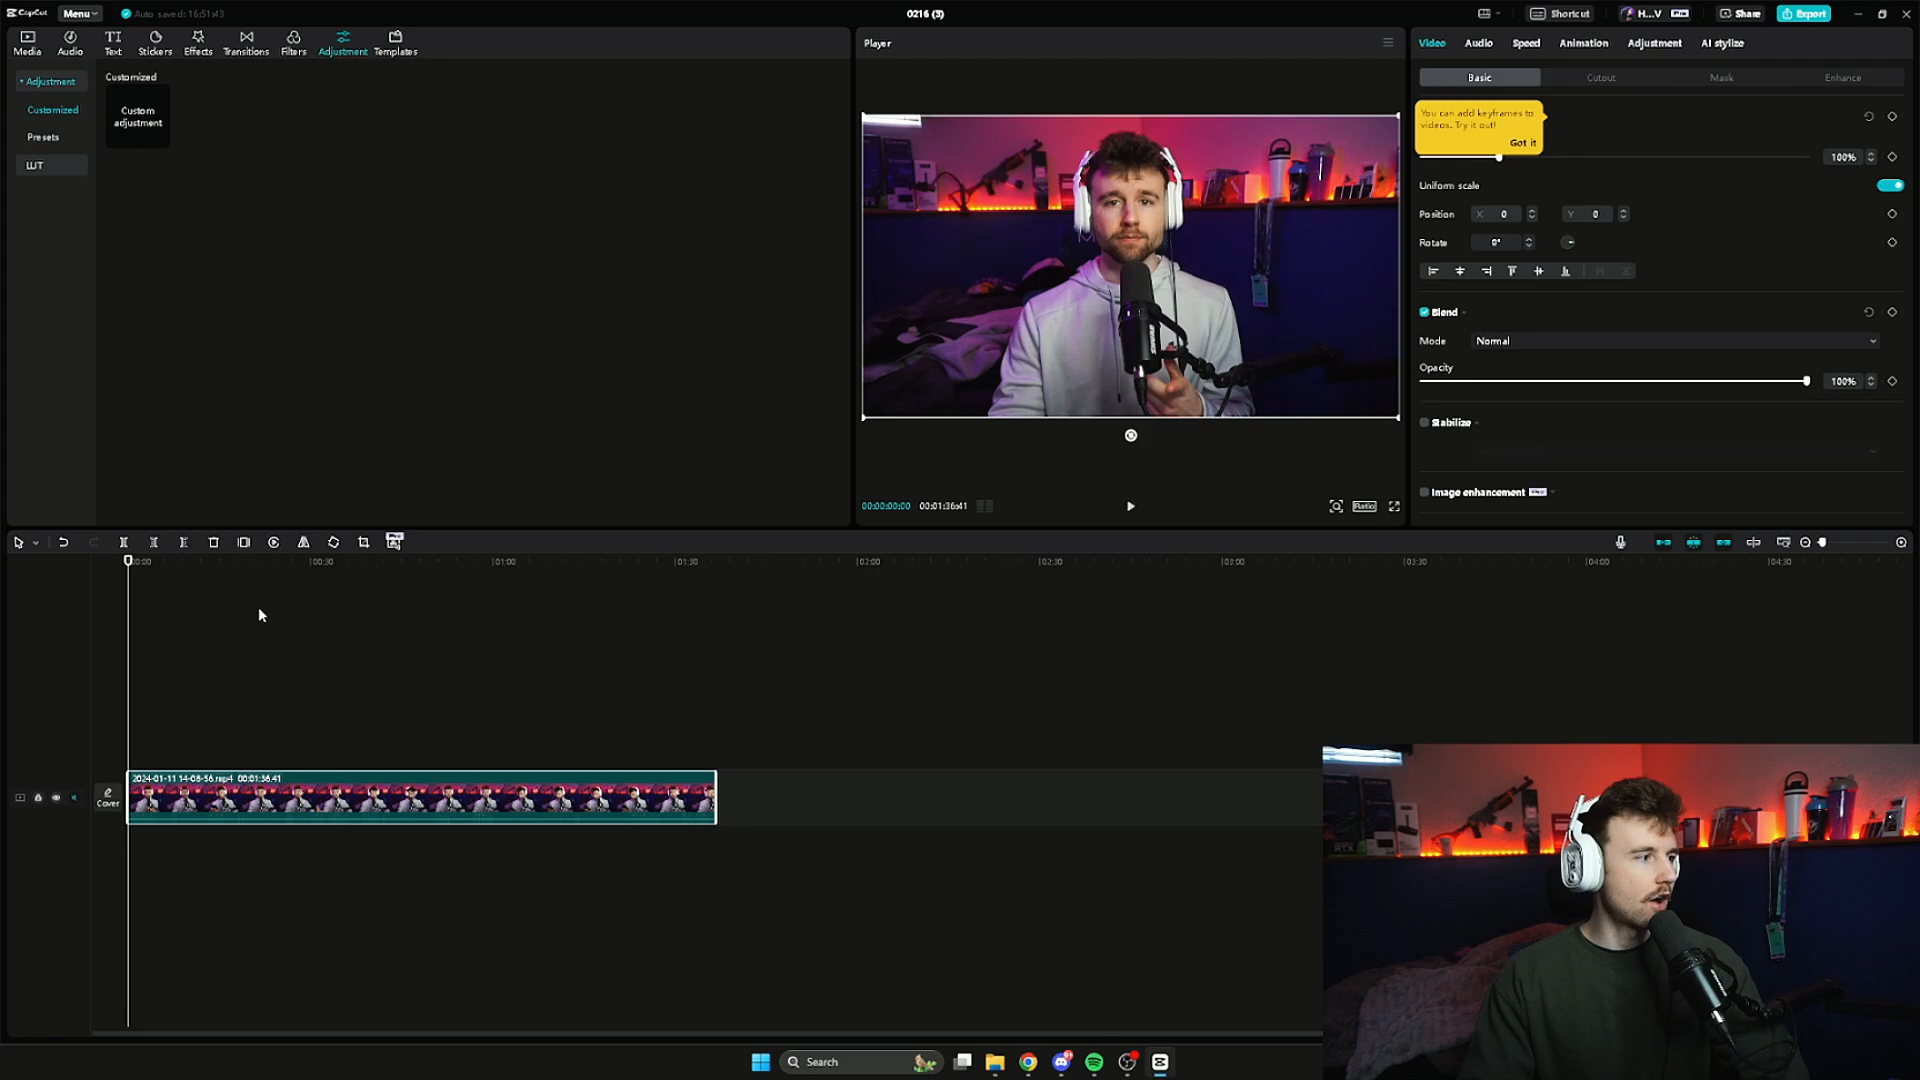 CapCut
Menu
Auto saved: 16:51:43
0216 (3)
Shortcut
H...V
Pro
Share
Export
Media
Audio
Text
Stickers
Effects
Transitions
Filters
Adjustment
Templates
Adjustment
Customized
Presets
LUT
Customized
Custom
adjustment
Player
00:00:00:00
00:01:36:41
Ratio
Video
Audio
Speed
Animation
Adjustment
AI stylize
Basic
Cutout
Mask
Enhance
You can add keyframes to
videos. Try it out!
Got it
100%
Uniform scale
Position X 0 Y 0
Rotate 0°
Blend
Mode Normal
Opacity
100%
Stabilize
Image enhancement
Pro
00:00
00:30
01:00
01:30
02:00
02:30
03:00
03:30
04:00
04:30
2024-01-11 14-08-56.mp4 00:01:36:41
Cover
Search